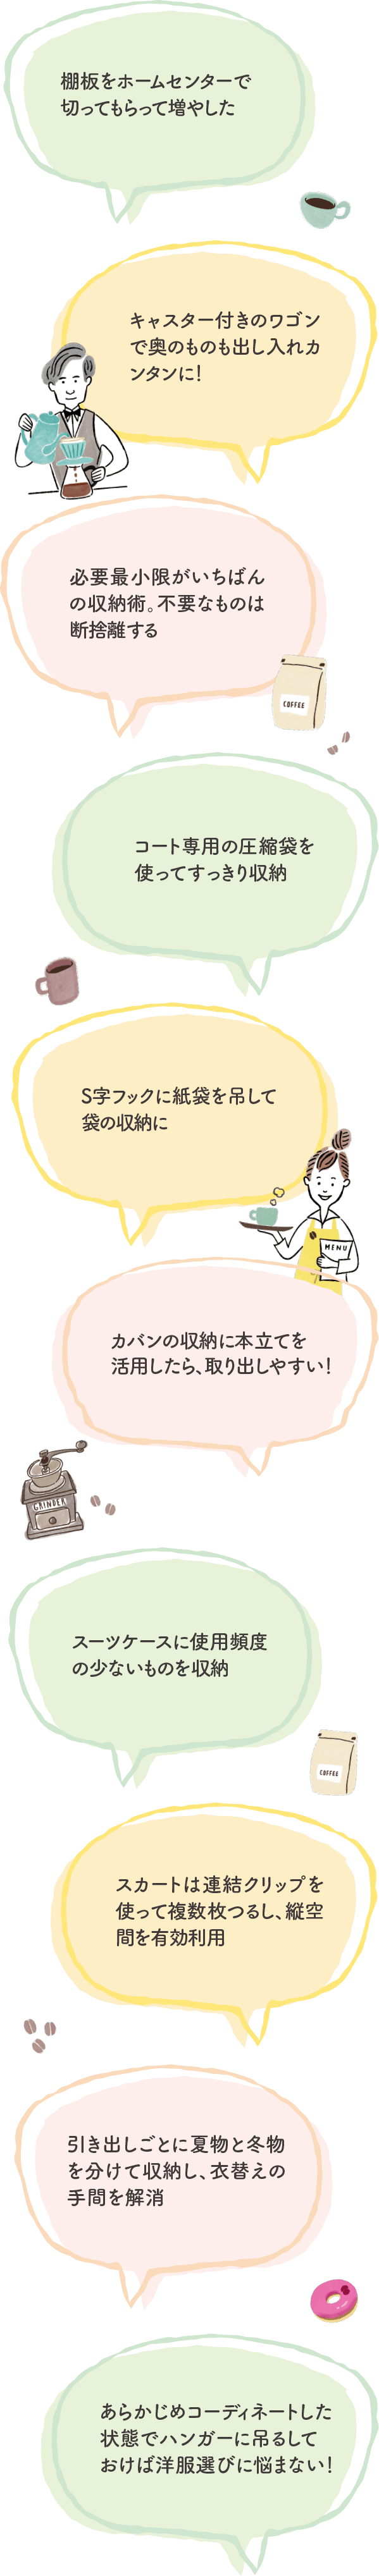 棚板をホームセンターで
切ってもらって増やした
キャスター付きのワゴン
で奥のものも出し入れカ
ンタンに！
必要最小限がいちばん
の収納術。不要なものは
断捨離する
COFFEE
コート専用の圧縮袋を
使ってすっきり収納
S字フックに紙袋を吊して
袋の収納に
MENU
カバンの収納に本立てを
活用したら、取り出しやすい！
GRINDER
スーツケースに使用頻度
の少ないものを収納
COFFEE
スカートは連結クリップを
使って複数枚つるし、縦空
間を有効利用
引き出しごとに夏物と冬物
を分けて収納し、衣替えの
手間を解消
あらかじめコーディネートした
状態でハンガーに吊るして
おけば洋服選びに悩まない！